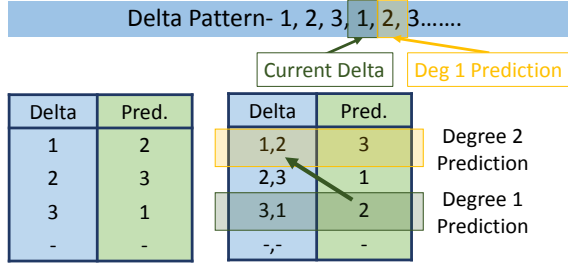 Delta Pattern- 1, 2, 3, 1, 2, 3…….
Current Delta
Deg 1 Prediction
Delta Pred.
1 2
2 3
3 1
- -
Delta Pred.
1,2 3
2,3 1
3,1 2
-,- -
Degree 2
Prediction
Degree 1
Prediction